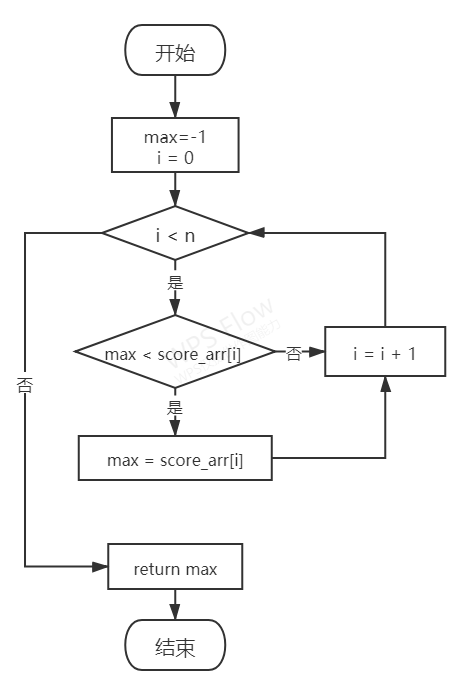 开始
max=-1
i = 0
i < n
是
max < score_arr[i]
否
i = i + 1
否
是
max = score_arr[i]
return max
结束
WPS Flow